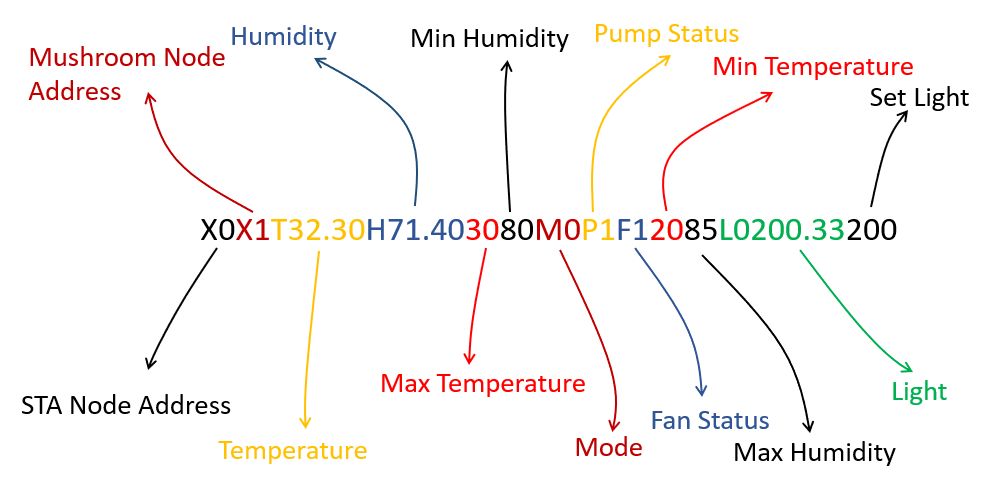 Humidity
Min Humidity
Pump Status
Mushroom Node
Address
Min Temperature
Set Light
X0X1T32.30H71.403080M0P1F12085L0200.33200
STA Node Address
Temperature
Max Temperature
Mode
Fan Status
Max Humidity
Light